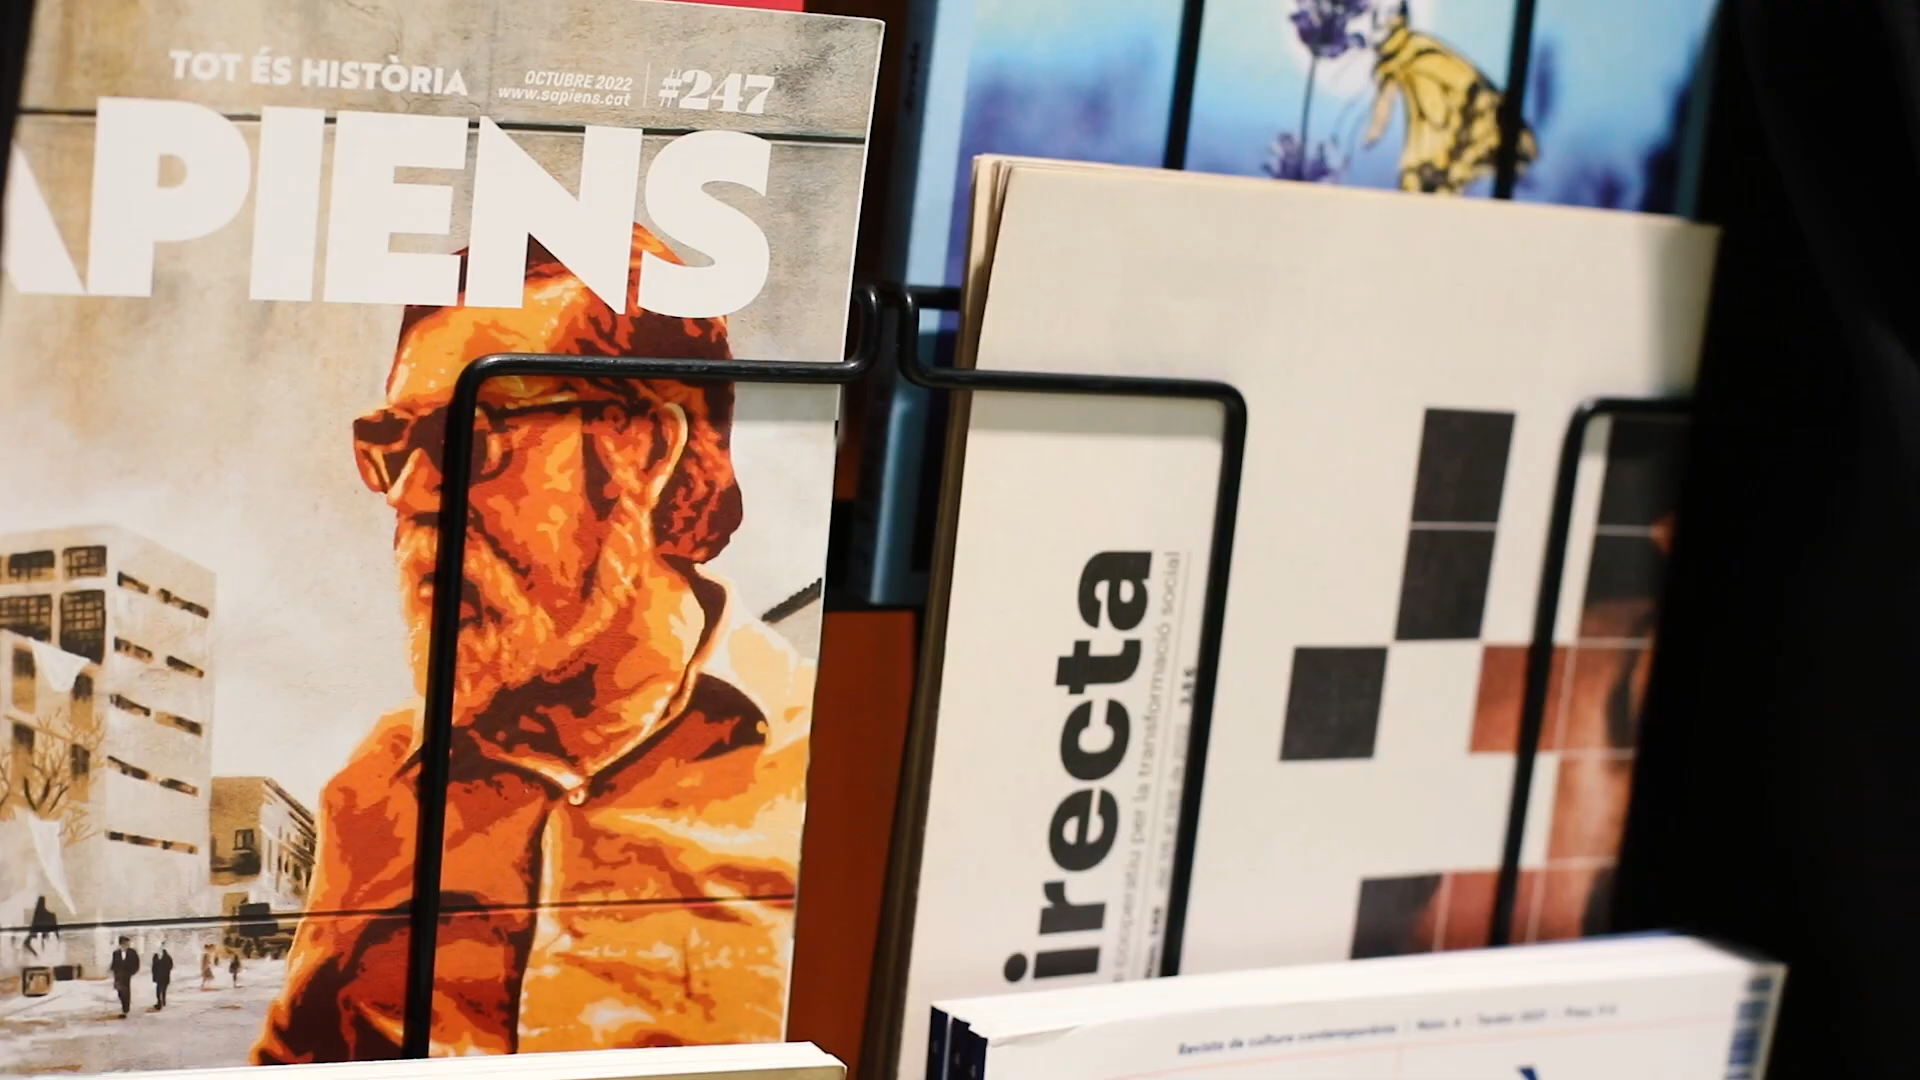 TOT ÉS HISTÒRIA
OCTUBRE 2022
www.sapiens.cat
#247
APIENS
irecta
cooperatiu per la transformació social
Revista de cultura contemporània